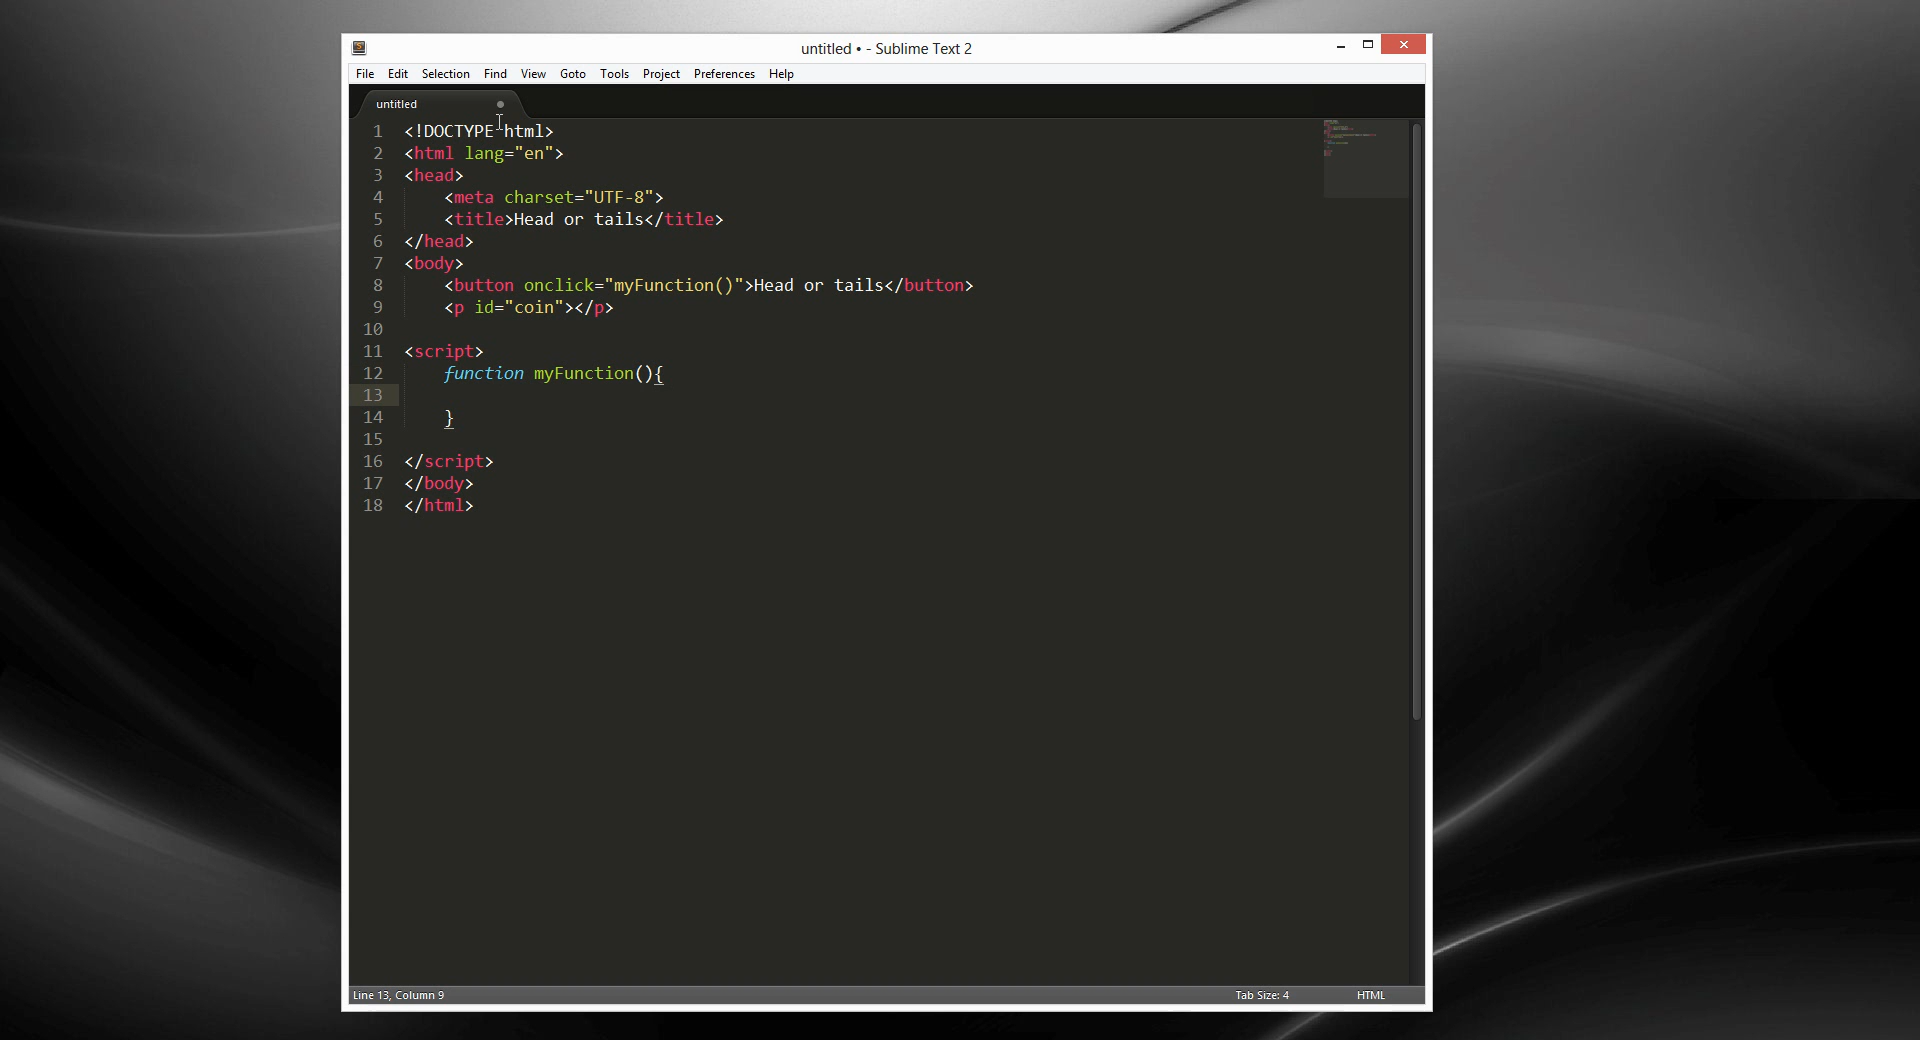 untitled • - Sublime Text 2
File Edit Selection Find View Goto Tools Project Preferences Help
untitled
1 <!DOCTYPE html>
2 <html lang="en">
3 <head>
4 <meta charset="UTF-8">
5 <title>Head or tails</title>
6 </head>
7 <body>
8 <button onclick="myFunction()">Head or tails</button>
9 <p id="coin"></p>
10
11 <script>
12 function myFunction(){
13
14 }
15
16 </script>
17 </body>
18 </html>
Line 13, Column 9 Tab Size: 4 HTML